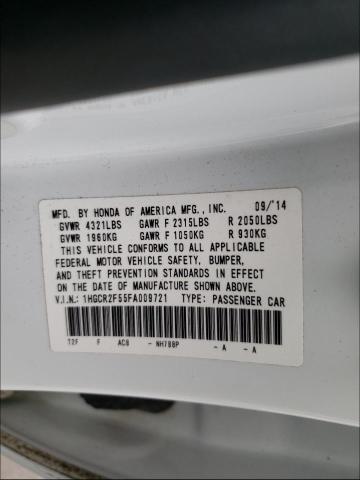 MFD. BY HONDA OF AMERICA MFG., INC. 09/'14
GVWR 4321LBS GAWR F 2315LBS R 2050LBS
GVWR 1960KG GAWR F 1050KG R 930KG
THIS VEHICLE CONFORMS TO ALL APPLICABLE
FEDERAL MOTOR VEHICLE SAFETY, BUMPER,
AND THEFT PREVENTION STANDARDS IN EFFECT
ON THE DATE OF MANUFACTURE SHOWN ABOVE.
V.I.N: 1HGCR2F55FA009721 TYPE: PASSENGER CAR
T2F F AC8 - NH788P - A - A